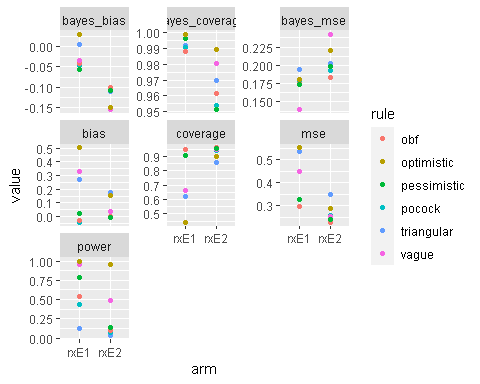 bayes_bias
ayes_coverag
bayes_mse
0.00
-0.05
-0.10
-0.15
1.00
0.99
0.98
0.97
0.96
0.95
0.225
0.200
0.175
0.150
bias
coverage
mse
0.5
0.4
0.3
0.2
0.1
0.0
0.9
0.8
0.7
0.6
0.5
0.5
0.4
0.3
rxE1 rxE2
rxE1 rxE2
power
1.00
0.75
0.50
0.25
0.00
rxE1 rxE2
value
arm
rule
obf
optimistic
pessimistic
pocock
triangular
vague